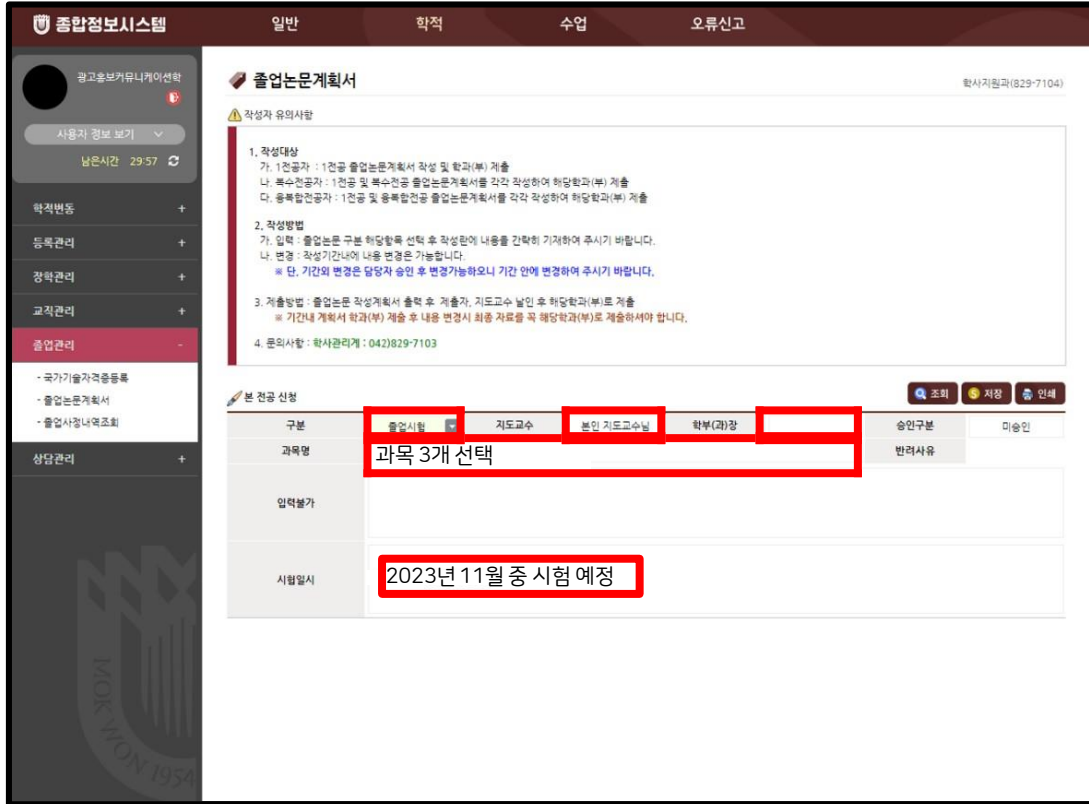 종합정보시스템
일반 학적 수업 오류신고
광고홍보커뮤니케이션학
사용자 정보 보기
남은시간 29:57
학적변동 +
등록관리 +
장학관리 +
교직관리 +
졸업관리 -
- 국가기술자격증등록
- 졸업논문계획서
- 졸업사정내역조회
상담관리 +
MOKWON 1954
졸업논문계획서
학사지원과(829-7104)
작성자 유의사항
1. 작성대상
가. 1전공자 : 1전공 졸업논문계획서 작성 및 학과(부) 제출
나. 복수전공자 : 1전공 및 복수전공 졸업논문계획서를 각각 작성하여 해당학과(부) 제출
다. 융복합전공자 : 1전공 및 융복합전공 졸업논문계획서를 각각 작성하여 해당학과(부) 제출
2. 작성방법
가. 입력 : 졸업논문 구분 해당항목 선택 후 작성란에 내용을 간략히 기재하여 주시기 바랍니다.
나. 변경 : 작성기간내에 내용 변경은 가능합니다.
※ 단, 기간외 변경은 담당자 승인 후 변경가능하오니 기간 안에 변경하여 주시기 바랍니다.
3. 제출방법 : 졸업논문 작성계획서 출력 후 제출자, 지도교수 날인 후 해당학과(부)로 제출
※ 기간내 계획서 학과(부) 제출 후 내용 변경시 최종 자료를 꼭 해당학과(부)로 제출하셔야 합니다.
4. 문의사항 : 학사관리계 : 042)829-7103
본 전공 신청
조회 저장 인쇄
구분 졸업시험 지도교수 본인 지도교수님 학부(과)장 승인구분 미승인
과목명 과목 3개 선택 반려사유
입력불가
시험일시 2023년 11월 중 시험 예정